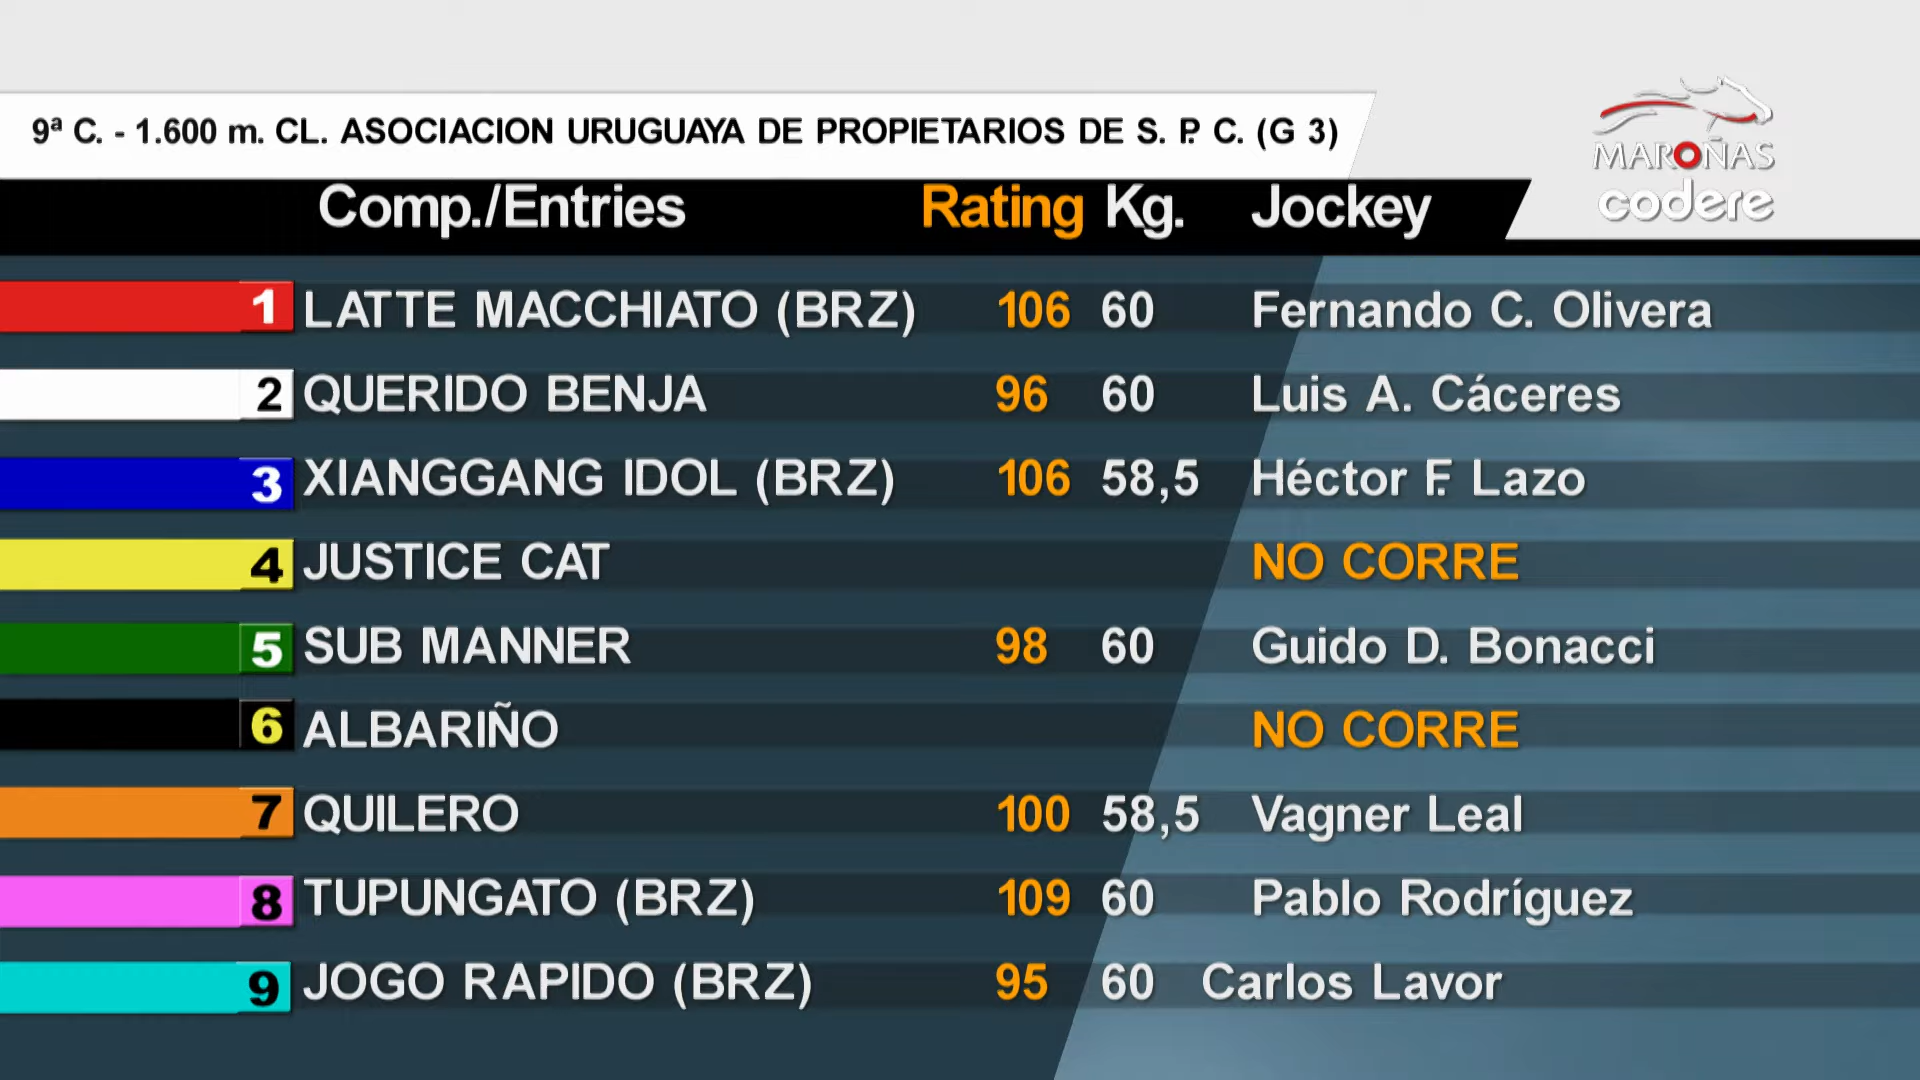 9ª C. - 1.600 m. CL. ASOCIACION URUGUAYA DE PROPIETARIOS DE S. P. C. (G 3)
MAROÑAS
codere
Comp./Entries Rating Kg. Jockey
1 LATTE MACCHIATO (BRZ) 106 60 Fernando C. Olivera
2 QUERIDO BENJA 96 60 Luis A. Cáceres
3 XIANGGANG IDOL (BRZ) 106 58,5 Héctor F. Lazo
4 JUSTICE CAT NO CORRE
5 SUB MANNER 98 60 Guido D. Bonacci
6 ALBARIÑO NO CORRE
7 QUILERO 100 58,5 Vagner Leal
8 TUPUNGATO (BRZ) 109 60 Pablo Rodríguez
9 JOGO RAPIDO (BRZ) 95 60 Carlos Lavor